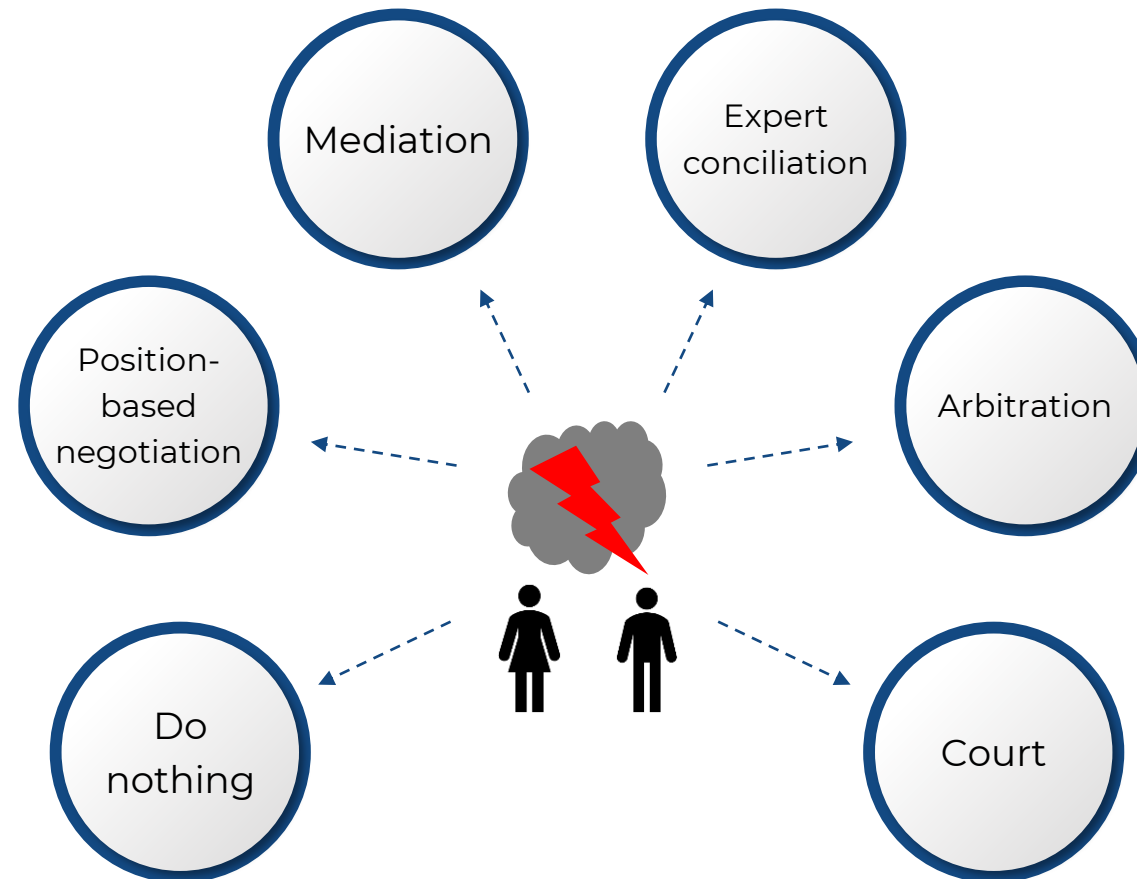 Mediation
Expert
conciliation
Position-
based
negotiation
Arbitration
Do
nothing
Court